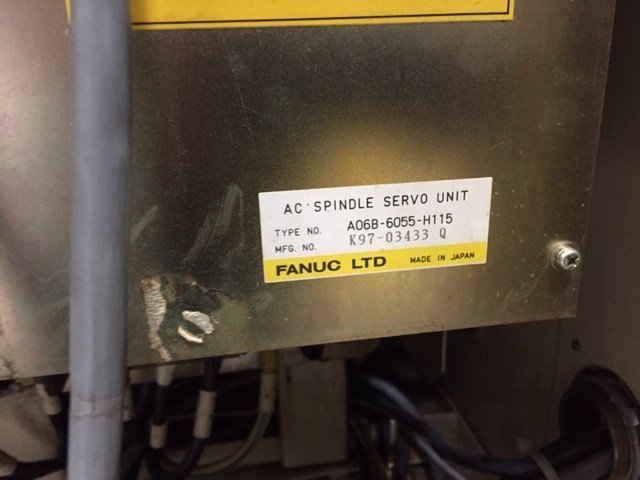 AC SPINDLE SERVO UNIT
TYPE NO. A06B-6055-H115
MFG. NO. K97-03433 Q
FANUC LTD MADE IN JAPAN